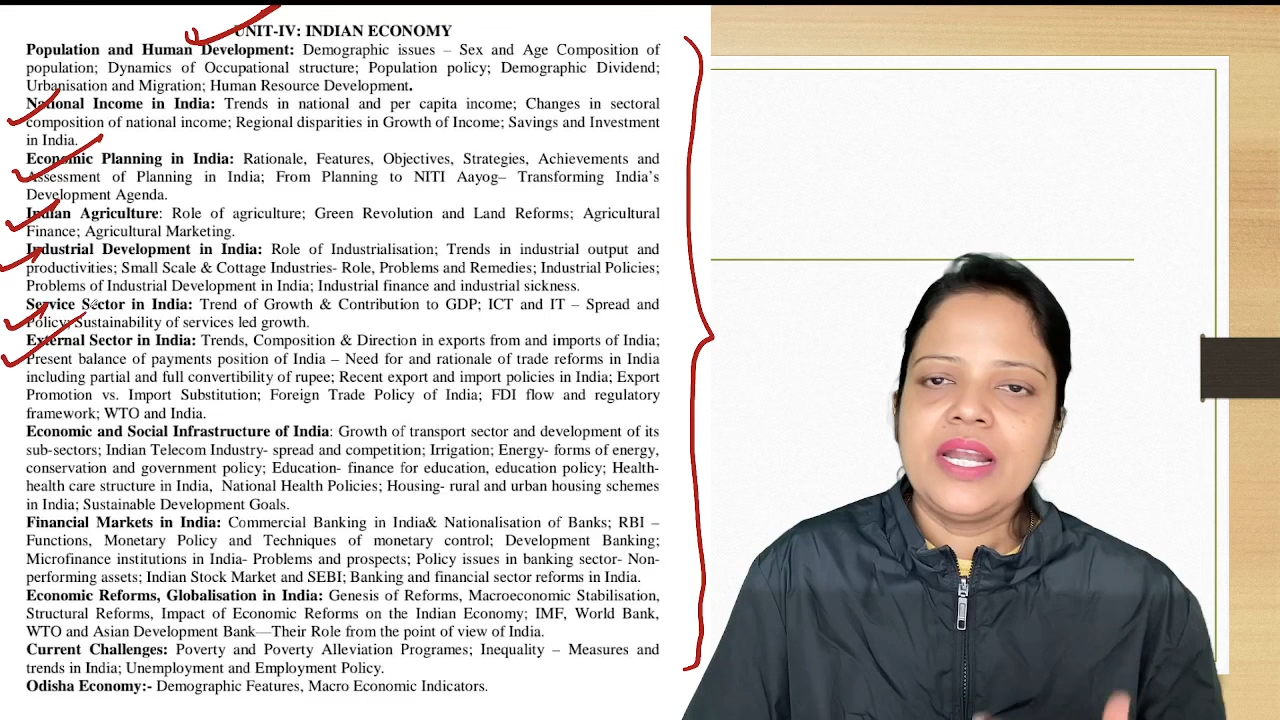 UNIT-IV: INDIAN ECONOMY
Population and Human Development: Demographic issues – Sex and Age Composition of
population; Dynamics of Occupational structure; Population policy; Demographic Dividend;
Urbanisation and Migration; Human Resource Development.
National Income in India: Trends in national and per capita income; Changes in sectoral
composition of national income; Regional disparities in Growth of Income; Savings and Investment
in India.
Economic Planning in India: Rationale, Features, Objectives, Strategies, Achievements and
Assessment of Planning in India; From Planning to NITI Aayog– Transforming India's
Development Agenda.
Indian Agriculture: Role of agriculture; Green Revolution and Land Reforms; Agricultural
Finance; Agricultural Marketing.
Industrial Development in India: Role of Industrialisation; Trends in industrial output and
productivities; Small Scale & Cottage Industries- Role, Problems and Remedies; Industrial Policies;
Problems of Industrial Development in India; Industrial finance and industrial sickness.
Service Sector in India: Trend of Growth & Contribution to GDP; ICT and IT – Spread and
Policy; Sustainability of services led growth.
External Sector in India: Trends, Composition & Direction in exports from and imports of India;
Present balance of payments position of India – Need for and rationale of trade reforms in India
including partial and full convertibility of rupee; Recent export and import policies in India; Export
Promotion vs. Import Substitution; Foreign Trade Policy of India; FDI flow and regulatory
framework; WTO and India.
Economic and Social Infrastructure of India: Growth of transport sector and development of its
sub-sectors; Indian Telecom Industry- spread and competition; Irrigation; Energy- forms of energy,
conservation and government policy; Education- finance for education, education policy; Health-
health care structure in India, National Health Policies; Housing- rural and urban housing schemes
in India; Sustainable Development Goals.
Financial Markets in India: Commercial Banking in India& Nationalisation of Banks; RBI –
Functions, Monetary Policy and Techniques of monetary control; Development Banking;
Microfinance institutions in India- Problems and prospects; Policy issues in banking sector- Non-
performing assets; Indian Stock Market and SEBI; Banking and financial sector reforms in India.
Economic Reforms, Globalisation in India: Genesis of Reforms, Macroeconomic Stabilisation,
Structural Reforms, Impact of Economic Reforms on the Indian Economy; IMF, World Bank,
WTO and Asian Development Bank—Their Role from the point of view of India.
Current Challenges: Poverty and Poverty Alleviation Programes; Inequality – Measures and
trends in India; Unemployment and Employment Policy.
Odisha Economy:- Demographic Features, Macro Economic Indicators.